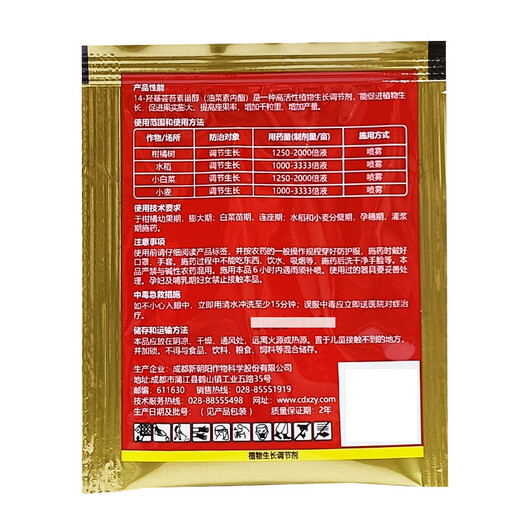 产品性能
14-羟基芸苔素甾醇（油菜素内酯）是一种高活性植物生长调节剂，能促进植物生
长，促进果实膨大，提高座果率，增加千粒重，增加产量。
使用范围和使用方法
作物/场所 防治对象 用药量(制剂量/亩) 施用方式
柑橘树 调节生长 1250-2000倍液 喷雾
水稻 调节生长 1000-3333倍液 喷雾
小白菜 调节生长 1250-2000倍液 喷雾
小麦 调节生长 1000-3333倍液 喷雾
使用技术要求
于柑橘幼果期，膨大期；白菜苗期，莲座期；水稻和小麦分蘖期，孕穗期，灌浆
期施药。
注意事项
使用前请仔细阅读产品标签，并按农药的一般操作规程穿好防护服，施药时戴好
口罩，手套。施药过程中不能吃东西、饮水、吸烟等，施药后洗干净手脸等。本
品严禁与碱性农药混用。施用本品6小时内遇雨须补喷。使用过的器具要妥善处
理。孕妇及哺乳期妇女禁止接触本品。
中毒急救措施
如不小心入眼中，立即用清水冲洗至少15分钟；误服中毒应立即送医院对症治
疗。
储存和运输方法
本品应放在阴凉、干燥、通风处，远离火源或热源。置于儿童接触不到的地方，
并加锁。不得与食品、饮料、粮食、饲料等混合储存。
生产企业：成都新朝阳作物科学股份有限公司
地址:成都市蒲江县鹤山镇工业五路35号
邮编：611630 销售热线：028-85551919
技术服务热线：028-88555498 网址：www.cdxzy.com
生产日期及批号：（见产品包装） 质量保证期：2年
植物生长调节剂